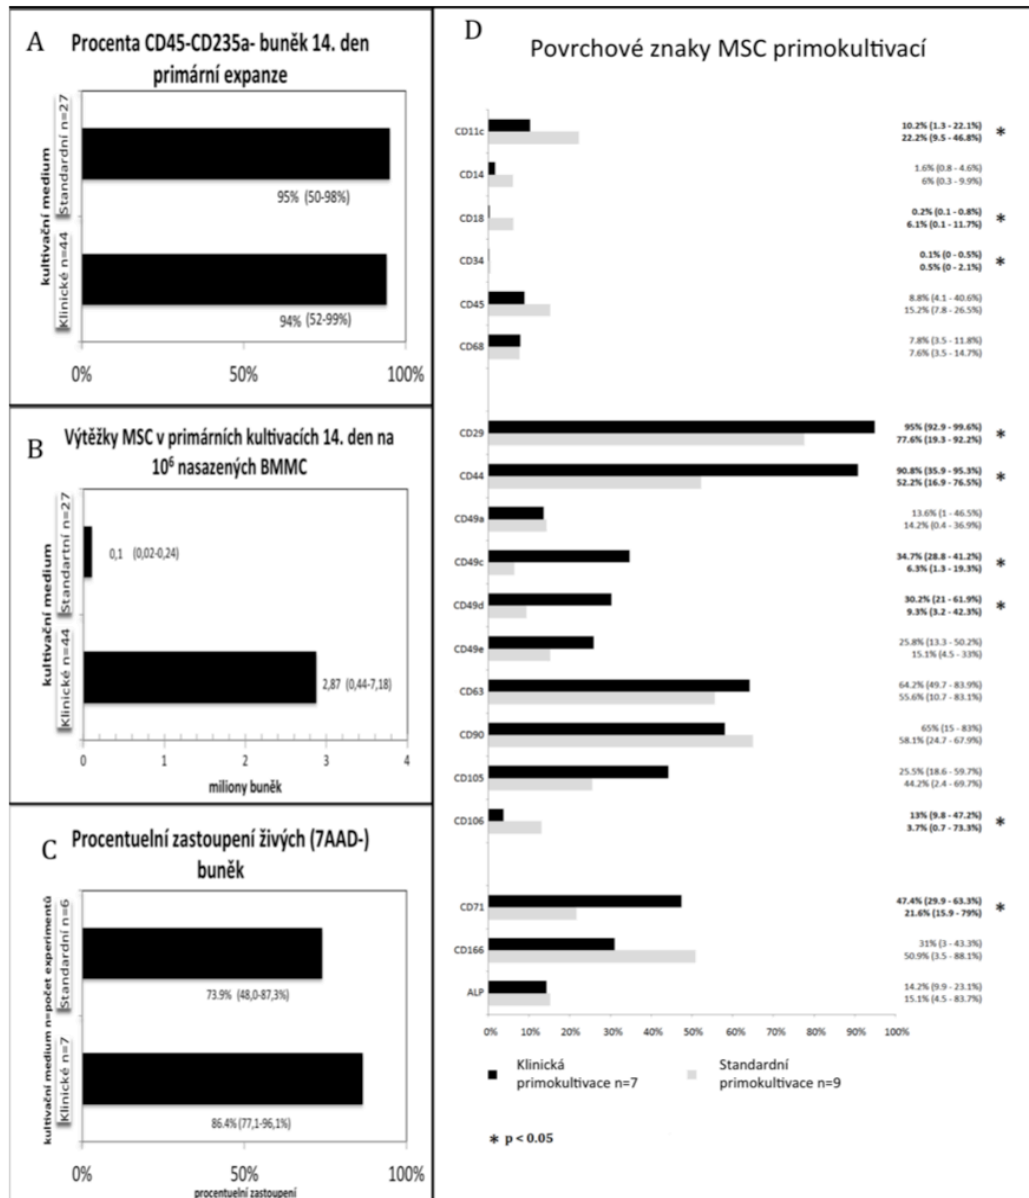 A
Procenta CD45-CD235a- buněk 14. den
primární expanze
kultivační medium
Standardní n=27
Klinické n=44
95% (50-98%)
94% (52-99%)
0%
50%
100%
B
Výtěžky MSC v primárních kultivacích 14. den na
10⁶ nasazených BMMC
kultivační medium
Standartní n=27
Klinické n=44
0,1 (0,02-0,24)
2,87 (0,44-7,18)
0
1
2
3
4
miliony buněk
C
Procentuelní zastoupení živých (7AAD-)
buněk
kultivační medium n=počet experimentů
Standardní n=6
Klinické n=7
73.9% (48,0-87,3%)
86.4% (77,1-96,1%)
0%
50%
100%
procentuelní zastoupení
D
Povrchové znaky MSC primokultivací
CD11c
10.2% (1.3 - 22.1%)
22.2% (9.5 - 46.8%)
*
CD14
1.6% (0.8 - 4.6%)
6% (0.3 - 9.9%)
CD18
0.2% (0.1 - 0.8%)
6.1% (0.1 - 11.7%)
*
CD34
0.1% (0 - 0.5%)
0.5% (0 - 2.1%)
*
CD45
8.8% (4.1 - 40.6%)
15.2% (7.8 - 26.5%)
CD68
7.8% (3.5 - 11.8%)
7.6% (3.5 - 14.7%)
CD29
95% (92.9 - 99.6%)
77.6% (19.3 - 92.2%)
*
CD44
90.8% (35.9 - 95.3%)
52.2% (16.9 - 76.5%)
*
CD49a
13.6% (1 - 46.5%)
14.2% (0.4 - 36.9%)
CD49c
34.7% (28.8 - 41.2%)
6.3% (1.3 - 19.3%)
*
CD49d
30.2% (21 - 61.9%)
9.3% (3.2 - 42.3%)
*
CD49e
25.8% (13.3 - 50.2%)
15.1% (4.5 - 33%)
CD63
64.2% (49.7 - 83.9%)
55.6% (10.7 - 83.1%)
CD90
65% (15 - 83%)
58.1% (24.7 - 67.9%)
CD105
25.5% (18.6 - 59.7%)
44.2% (2.4 - 69.7%)
CD106
13% (9.8 - 47.2%)
3.7% (0.7 - 73.3%)
*
CD71
47.4% (29.9 - 63.3%)
21.6% (15.9 - 79%)
*
CD166
31% (3 - 43.3%)
50.9% (3.5 - 88.1%)
ALP
14.2% (9.9 - 23.1%)
15.1% (4.5 - 83.7%)
0%
10%
20%
30%
40%
50%
60%
70%
80%
90%
100%
Klinická
primokultivace n=7
Standardní
primokultivace n=9
* p < 0.05